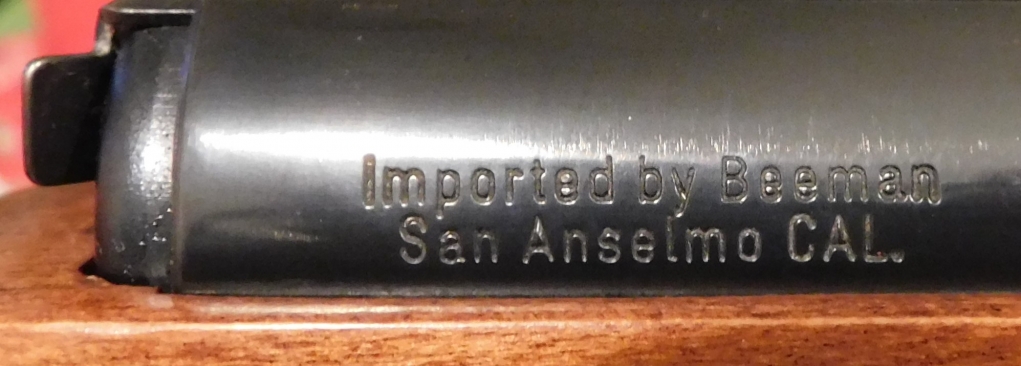 Imported by Beeman
San Anselmo CAL.